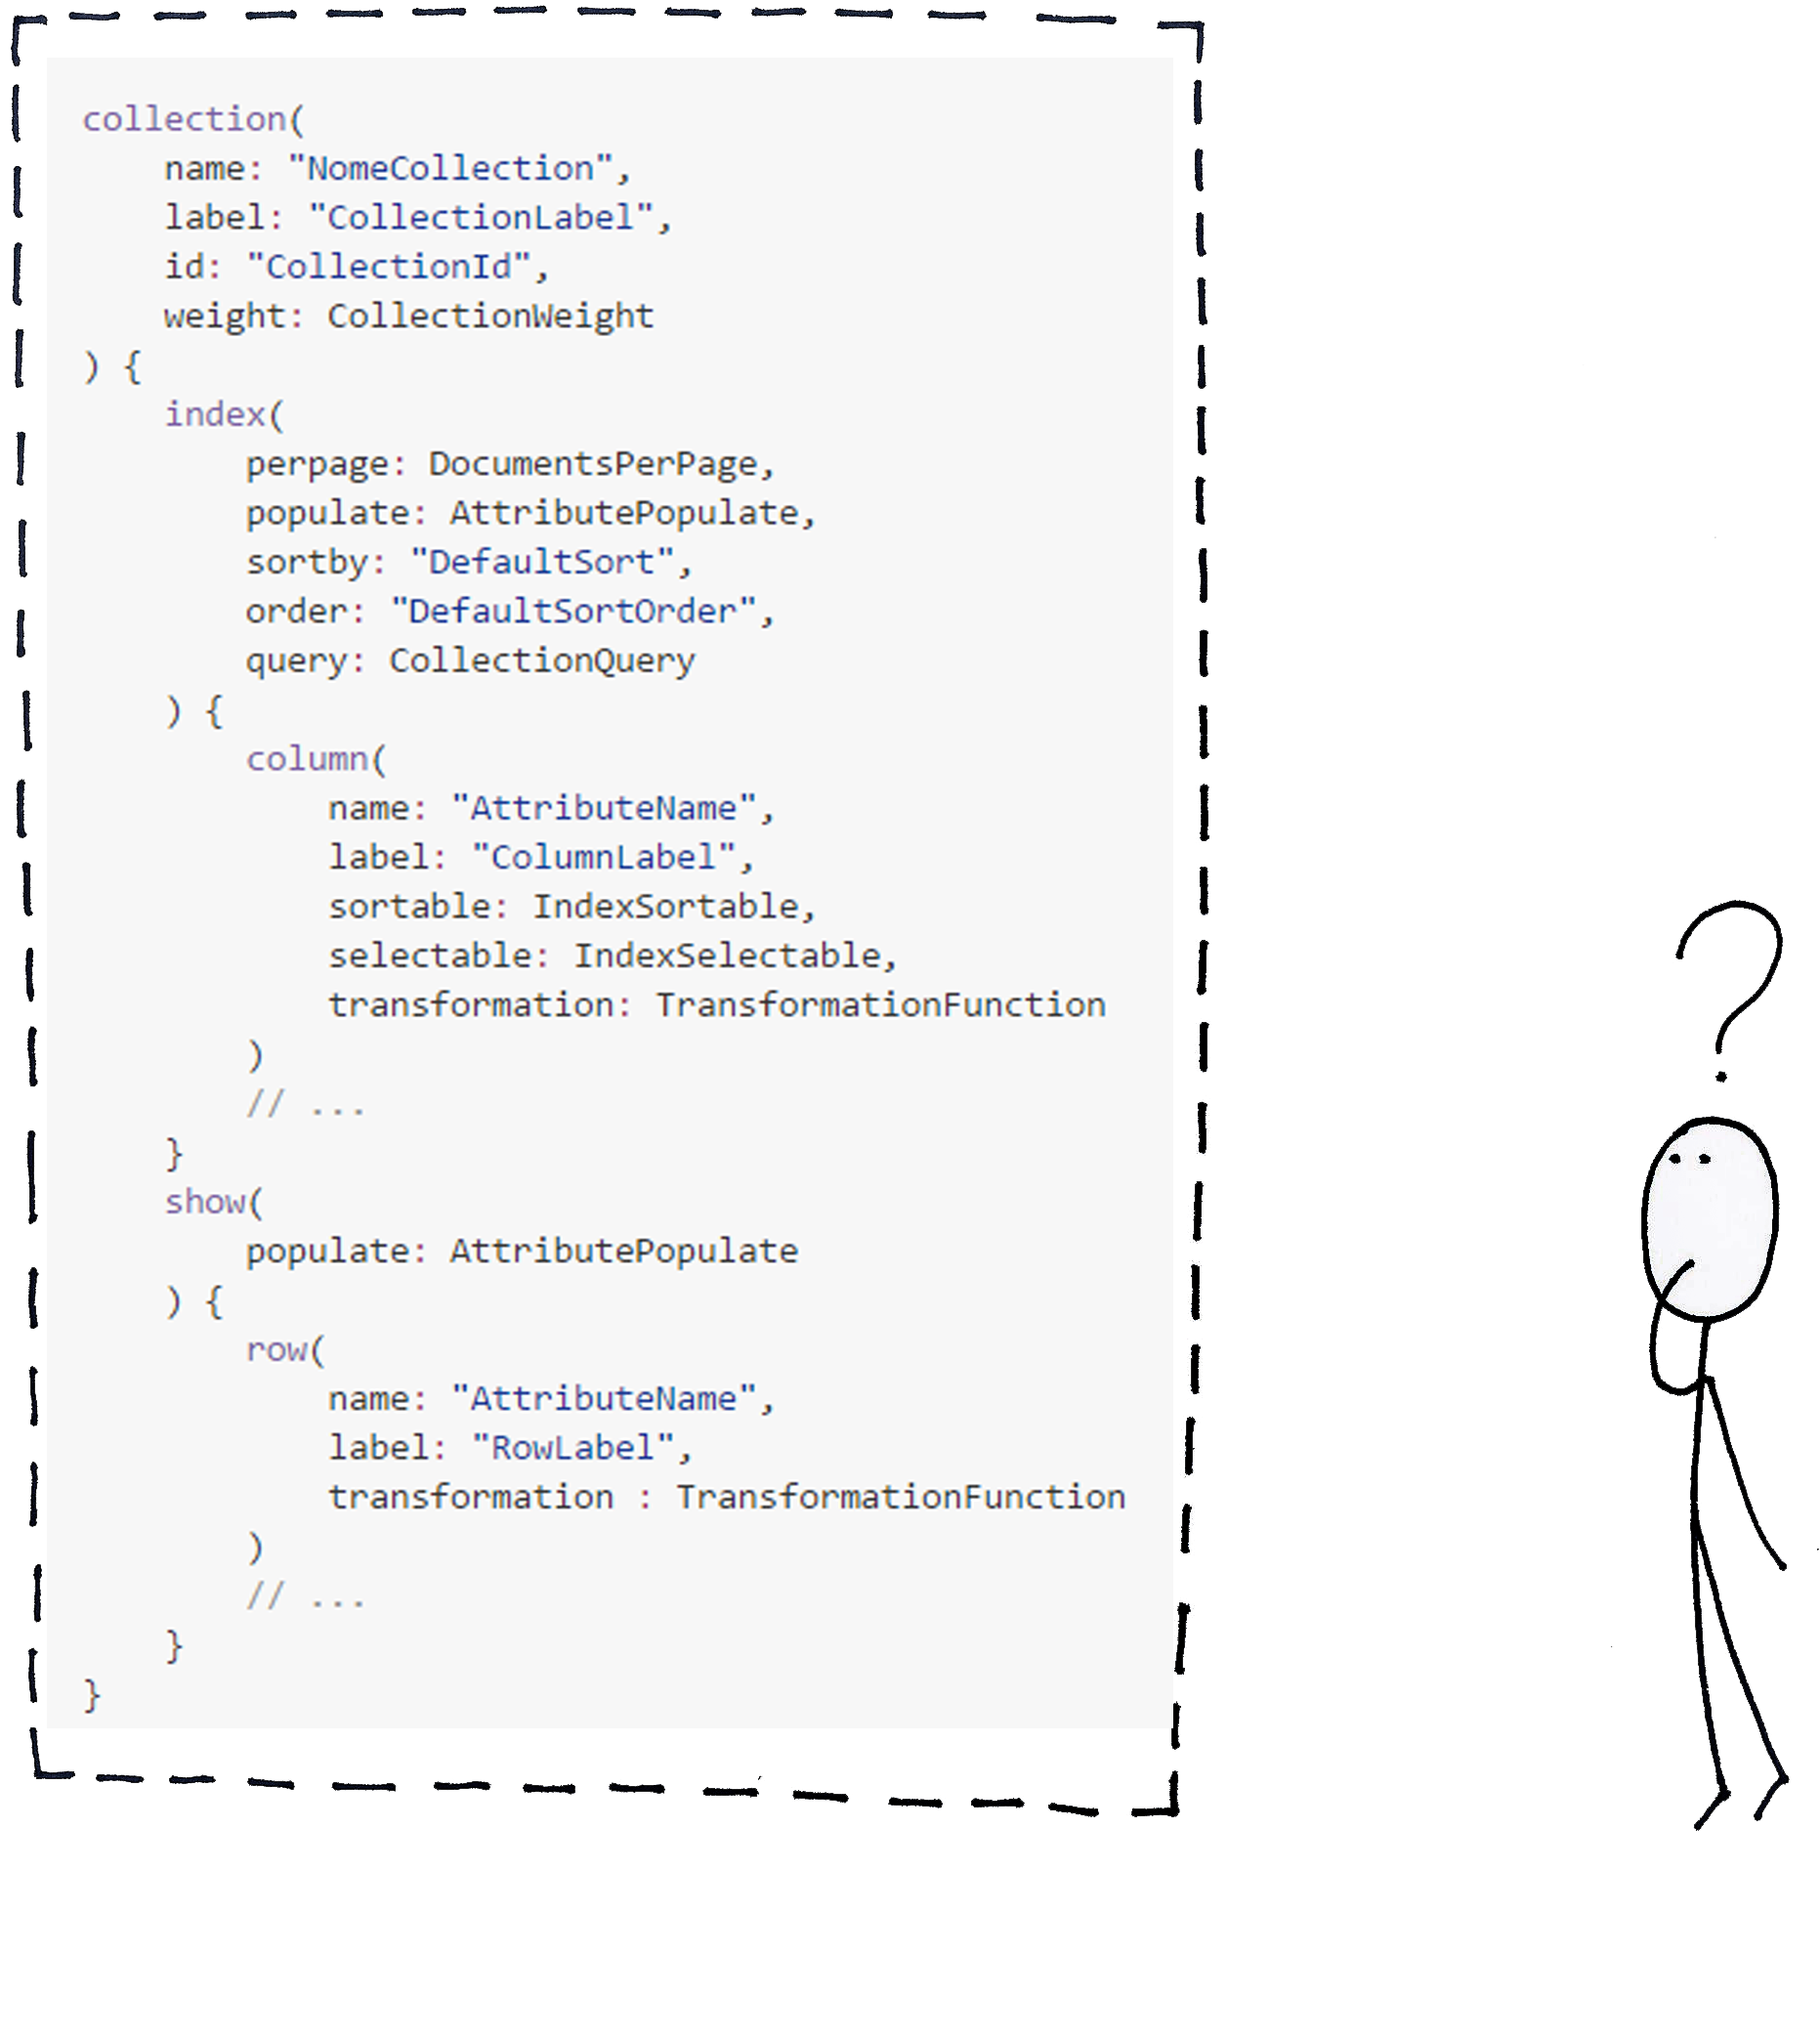 collection(
    name: "NomeCollection",
    label: "CollectionLabel",
    id: "CollectionId",
    weight: CollectionWeight
) {
    index(
        perpage: DocumentsPerPage,
        populate: AttributePopulate,
        sortby: "DefaultSort",
        order: "DefaultSortOrder",
        query: CollectionQuery
    ) {
        column(
            name: "AttributeName",
            label: "ColumnLabel",
            sortable: IndexSortable,
            selectable: IndexSelectable,
            transformation: TransformationFunction
        )
        // ...
    }
    show(
        populate: AttributePopulate
    ) {
        row(
            name: "AttributeName",
            label: "RowLabel",
            transformation : TransformationFunction
        )
        // ...
    }
}
?